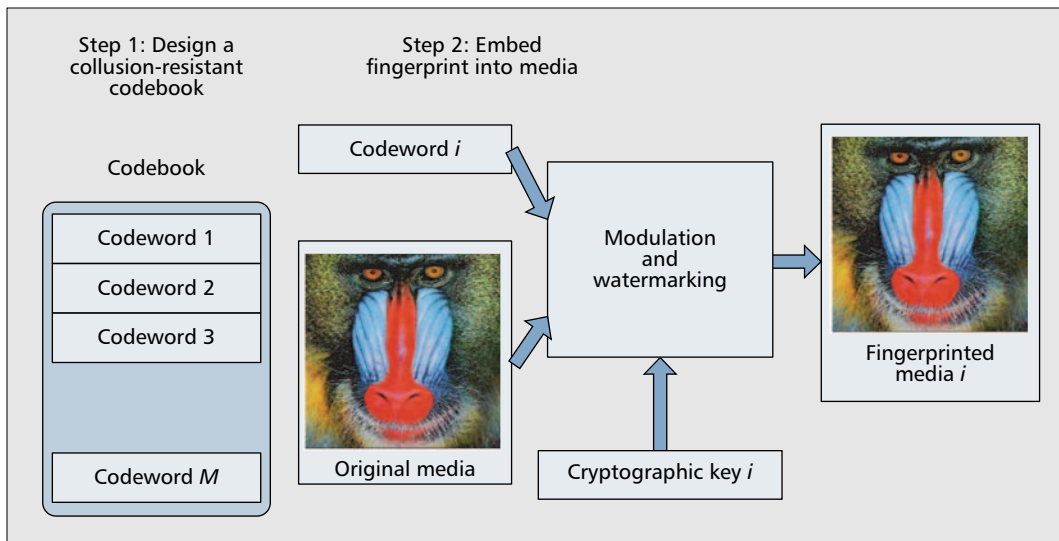 Step 1: Design a
collusion-resistant
codebook
Step 2: Embed
fingerprint into media
Codebook
Codeword 1
Codeword 2
Codeword 3
Codeword M
Codeword i
Original media
Modulation
and
watermarking
Cryptographic key i
Fingerprinted
media i